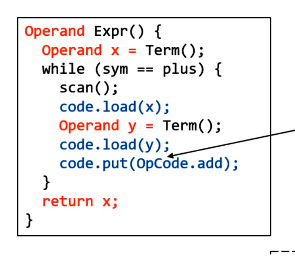 Operand Expr() {
Operand x = Term();
while (sym == plus) {
scan();
code.load(x);
Operand y = Term();
code.load(y);
code.put(OpCode.add);
}
return x;
}